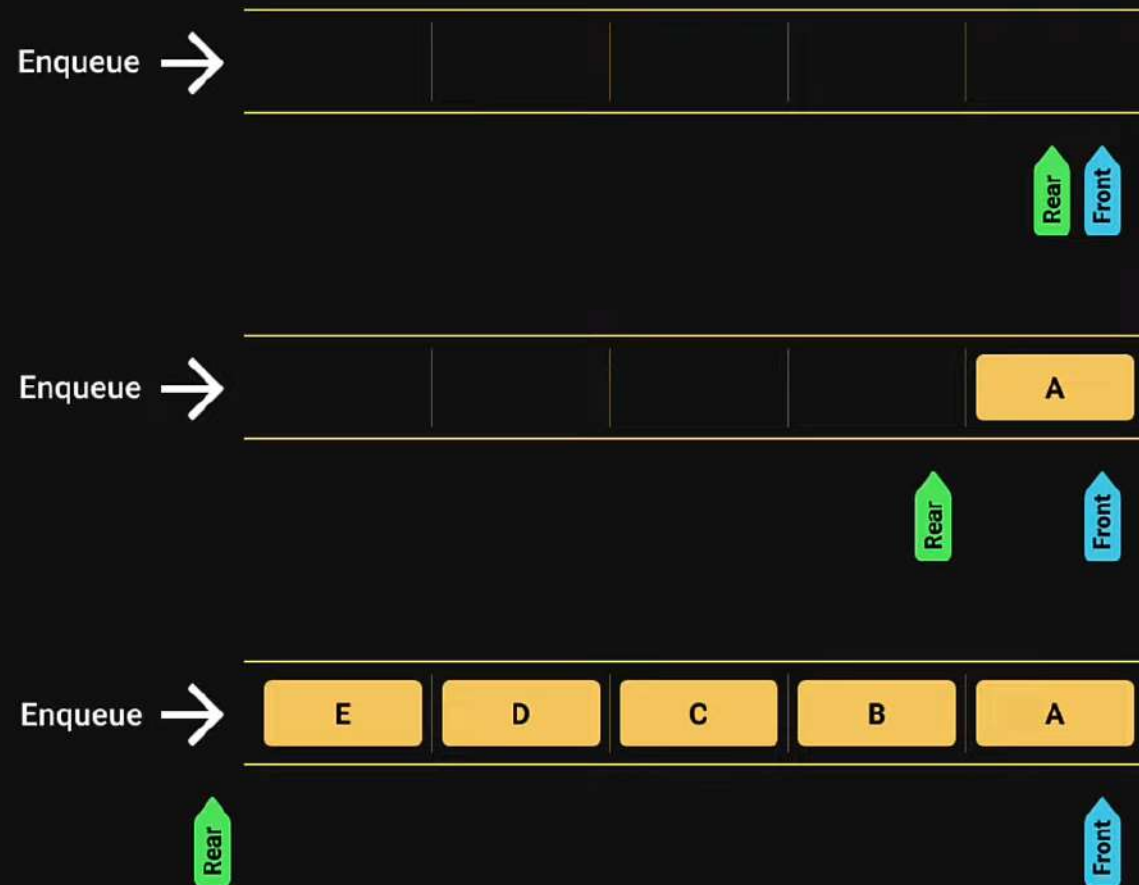 Enqueue
Rear
Front
Enqueue
A
Rear
Front
Enqueue
E
D
C
B
A
Rear
Front